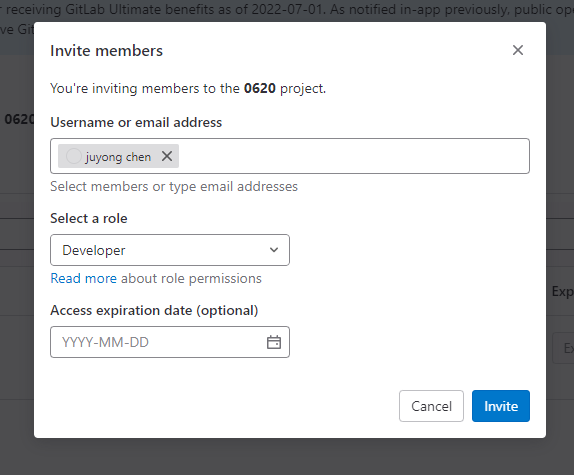 receiving GitLab Ultimate benefits as of 2022-07-01. As notified in-app previously, public ope
ve Git
Invite members
You're inviting members to the 0620 project.
0620
Username or email address
juyong chen
Select members or type email addresses
Select a role
Developer
Read more about role permissions
Exp
Access expiration date (optional)
YYYY-MM-DD
Cancel
Invite